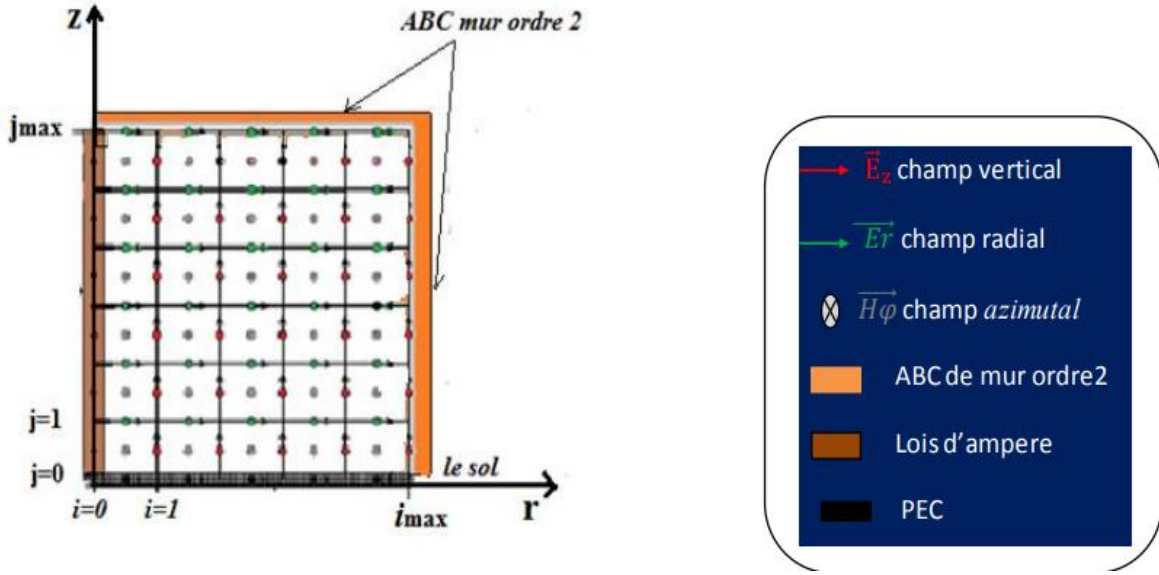 ABC mur ordre 2
z
jmax
j=1
j=0
le sol
i=0
i=1
imax
r
E⃗z champ vertical
E⃗r champ radial
H⃗φ champ azimutal
ABC de mur ordre2
Lois d'ampere
PEC